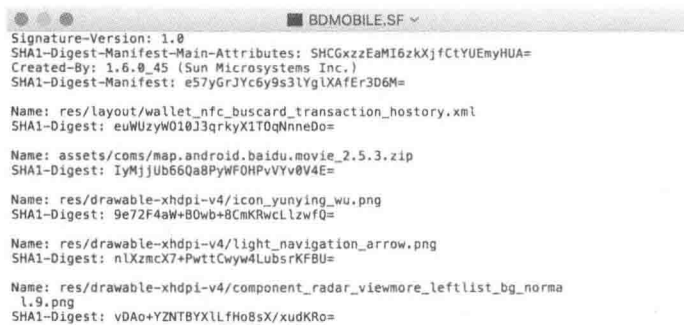 BDMOBILE.SF
Signature-Version: 1.0
SHA1-Digest-Manifest-Main-Attributes: SHCGxzzEaMI6zkXjfCtYUEmyHUA=
Created-By: 1.6.0_45 (Sun Microsystems Inc.)
SHA1-Digest-Manifest: e57yGrJYc6y9s3lYglXAfEr3D6M=
Name: res/layout/wallet_nfc_buscard_transaction_hostory.xml
SHA1-Digest: euWUzyWO10J3qrkyX1TOqNnneDo=
Name: assets/coms/map.android.baidu.movie_2.5.3.zip
SHA1-Digest: IyMjjUb66Qa8PyWFOHPvVYv0V4E=
Name: res/drawable-xhdpi-v4/icon_yunying_wu.png
SHA1-Digest: 9e72F4aW+BOwb+8CmKRwcLlzwfQ=
Name: res/drawable-xhdpi-v4/light_navigation_arrow.png
SHA1-Digest: nlXzmcX7+PwttCwyw4LubsrKFBU=
Name: res/drawable-xhdpi-v4/component_radar_viewmore_leftlist_bg_norma
l.9.png
SHA1-Digest: vDAo+YZNTBYXlLfHo8sX/xudKRo=